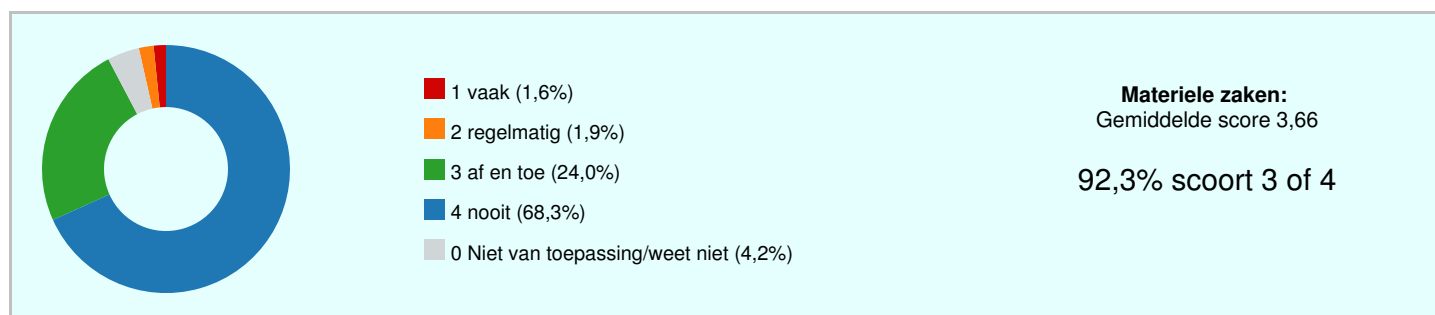 1 vaak (1,6%)
2 regelmatig (1,9%)
3 af en toe (24,0%)
4 nooit (68,3%)
0 Niet van toepassing/weet niet (4,2%)
Materiele zaken:
Gemiddelde score 3,66
92,3% scoort 3 of 4